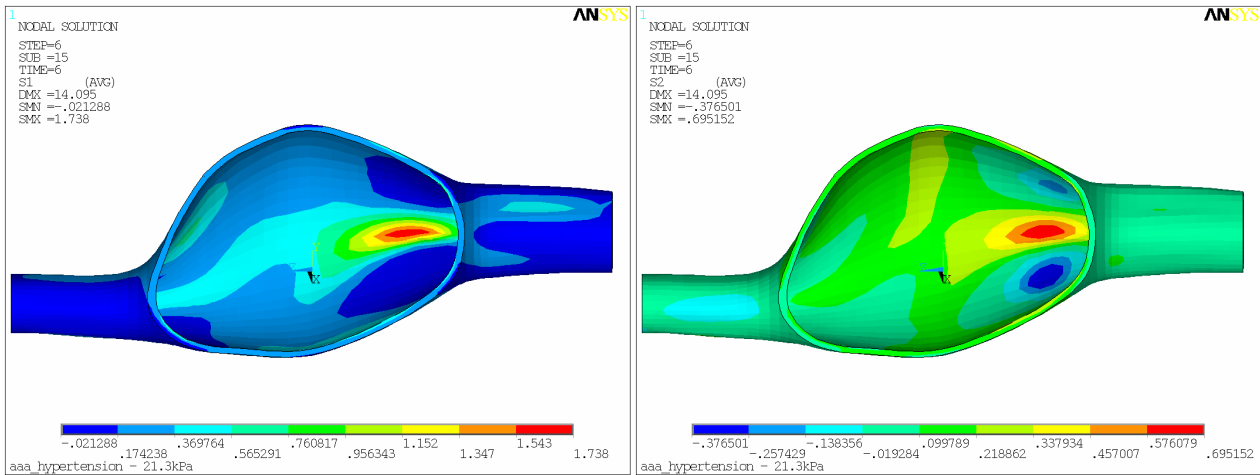 1
ANSYS
NODAL SOLUTION
STEP=6
SUB =15
TIME=6
S1 (AVG)
DMX =14.095
SMN =-.021288
SMX =1.738
Y
Z
X
-.021288 .369764 .760817 1.152 1.543
.174238 .565291 .956343 1.347 1.738
aaa_hypertension - 21.3kPa
1
ANSYS
NODAL SOLUTION
STEP=6
SUB =15
TIME=6
S2 (AVG)
DMX =14.095
SMN =-.376501
SMX =.695152
Z
X
-.376501 -.138356 .099789 .337934 .576079
-.257429 -.019284 .218862 .457007 .695152
aaa_hypertension - 21.3kPa